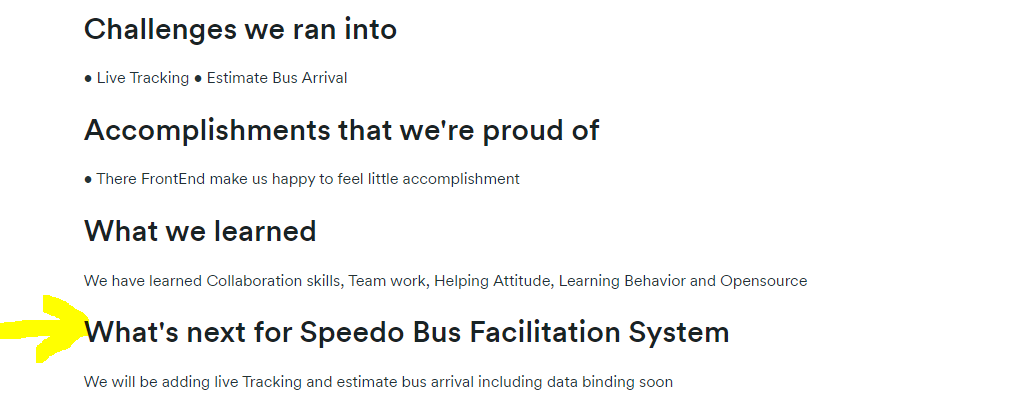 Challenges we ran into
● Live Tracking ● Estimate Bus Arrival
Accomplishments that we're proud of
● There FrontEnd make us happy to feel little accomplishment
What we learned
We have learned Collaboration skills, Team work, Helping Attitude, Learning Behavior and Opensource
What's next for Speedo Bus Facilitation System
We will be adding live Tracking and estimate bus arrival including data binding soon